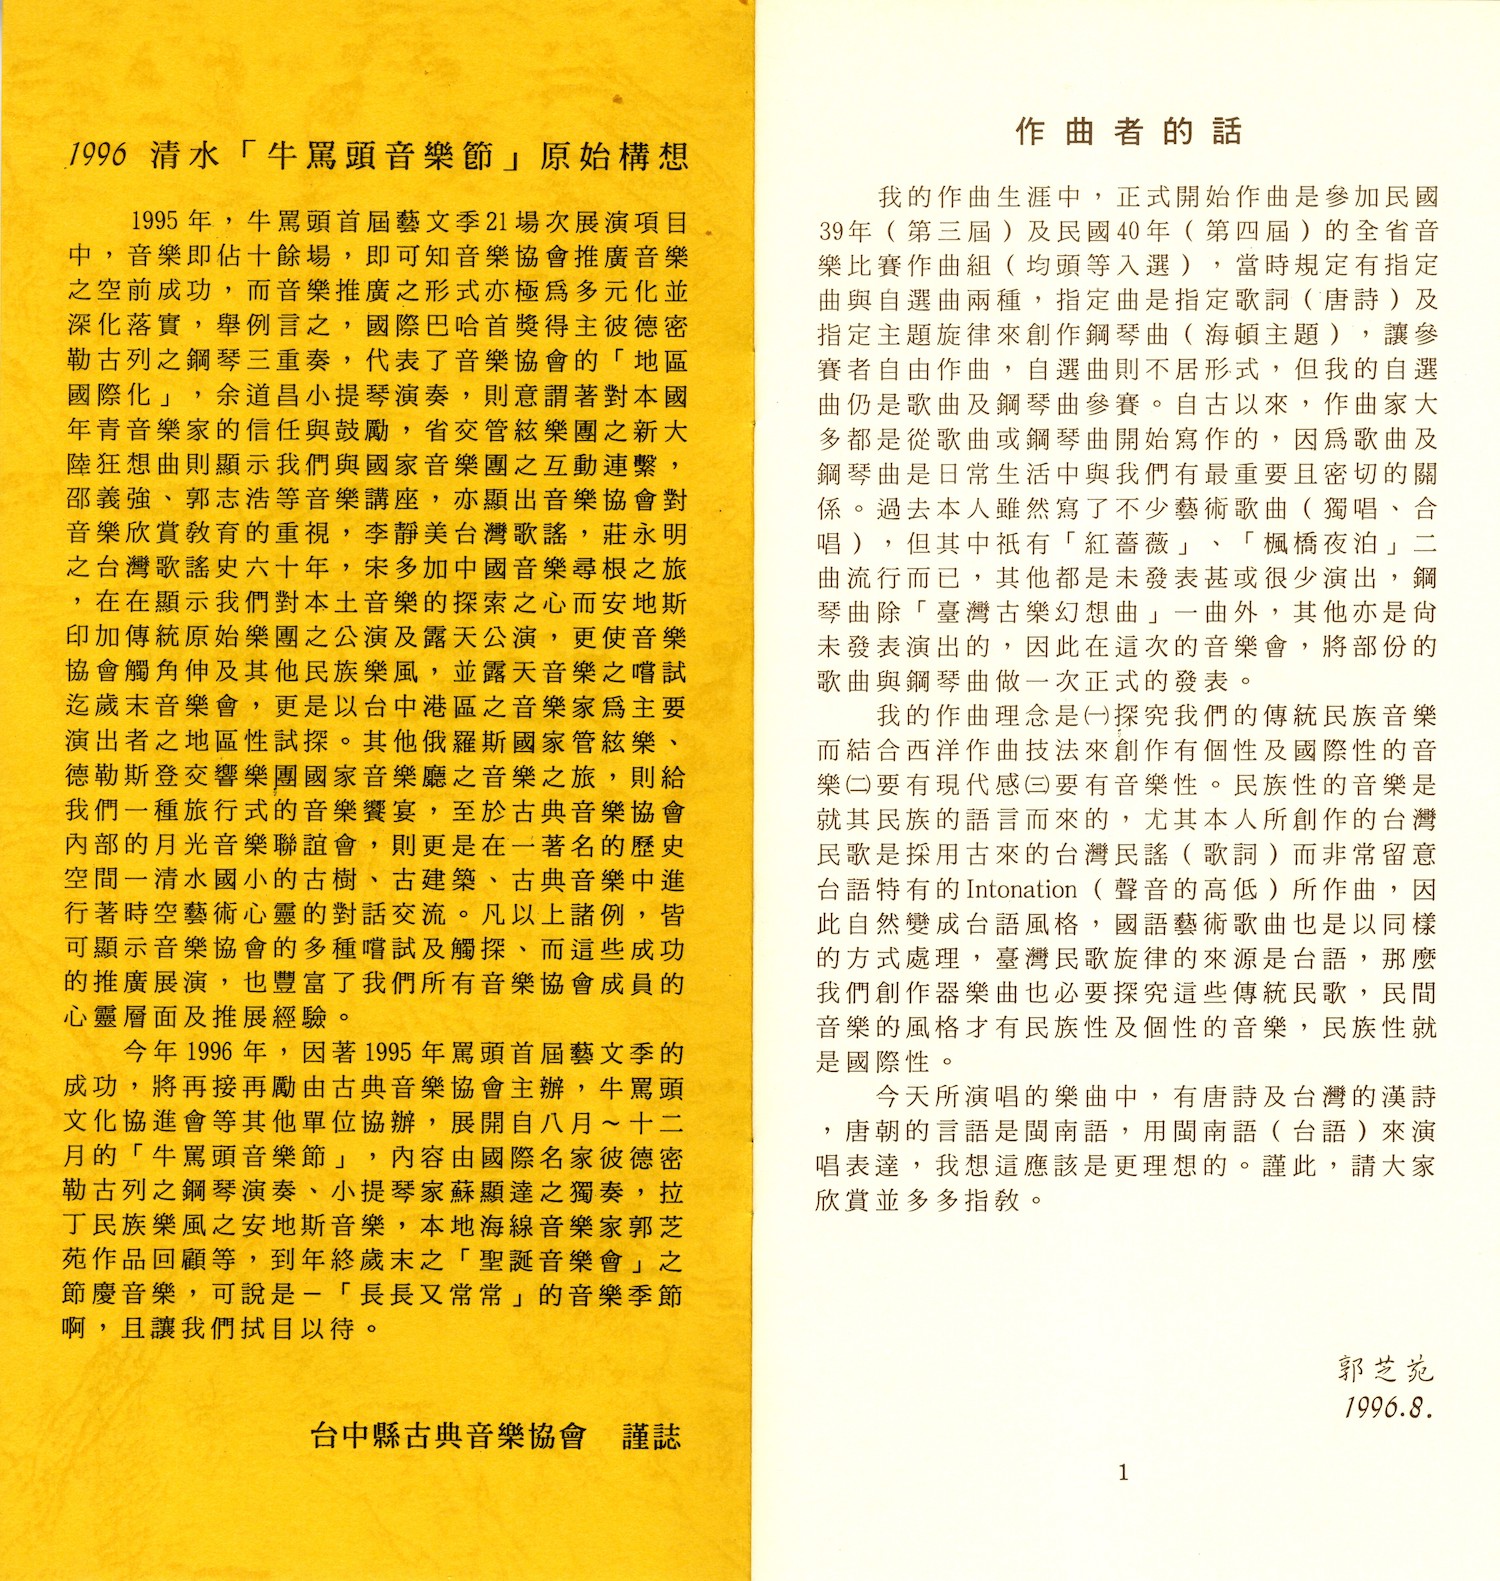 1996 清水「牛罵頭音樂節」原始構想
1995年，牛罵頭首屆藝文季21場次展演項目
中，音樂即佔十餘場，即可知音樂協會推廣音樂
之空前成功，而音樂推廣之形式亦極爲多元化並
深化落實，舉例言之，國際巴哈首獎得主彼德密
勒古列之鋼琴三重奏，代表了音樂協會的「地區
國際化」，余道昌小提琴演奏，則意謂著對本國
年青音樂家的信任與鼓勵，省交管絃樂團之新大
陸狂想曲則顯示我們與國家音樂團之互動連繫，
邵義強、郭志浩等音樂講座，亦顯出音樂協會對
音樂欣賞教育的重視，李靜美台灣歌謠，莊永明
之台灣歌謠史六十年，宋多加中國音樂尋根之旅
，在在顯示我們對本土音樂的探索之心而安地斯
印加傳統原始樂團之公演及露天公演，更使音樂
協會觸角伸及其他民族樂風，並露天音樂之嚐試
迄歲末音樂會，更是以台中港區之音樂家爲主要
演出者之地區性試探。其他俄羅斯國家管絃樂、
德勒斯登交響樂團國家音樂廳之音樂之旅，則給
我們一種旅行式的音樂饗宴，至於古典音樂協會
內部的月光音樂聯誼會，則更是在一著名的歷史
空間一清水國小的古樹、古建築、古典音樂中進
行著時空藝術心靈的對話交流。凡以上諸例，皆
可顯示音樂協會的多種嚐試及觸探、而這些成功
的推廣展演，也豐富了我們所有音樂協會成員的
心靈層面及推展經驗。
今年1996年，因著1995年罵頭首屆藝文季的
成功，將再接再勵由古典音樂協會主辦，牛罵頭
文化協進會等其他單位協辦，展開自八月～十二
月的「牛罵頭音樂節」，內容由國際名家彼德密
勒古列之鋼琴演奏、小提琴家蘇顯達之獨奏，拉
丁民族樂風之安地斯音樂，本地海線音樂家郭芝
苑作品回顧等，到年終歲末之「聖誕音樂會」之
節慶音樂，可說是－「長長又常常」的音樂季節
啊，且讓我們拭目以待。
台中縣古典音樂協會　謹誌
作曲者的話
我的作曲生涯中，正式開始作曲是參加民國
39年（第三屆）及民國40年（第四屆）的全省音
樂比賽作曲組（均頭等入選），當時規定有指定
曲與自選曲兩種，指定曲是指定歌詞（唐詩）及
指定主題旋律來創作鋼琴曲（海頓主題），讓參
賽者自由作曲，自選曲則不居形式，但我的自選
曲仍是歌曲及鋼琴曲參賽。自古以來，作曲家大
多都是從歌曲或鋼琴曲開始寫作的，因爲歌曲及
鋼琴曲是日常生活中與我們有最重要且密切的關
係。過去本人雖然寫了不少藝術歌曲（獨唱、合
唱），但其中祇有「紅薔薇」、「楓橋夜泊」二
曲流行而已，其他都是未發表甚或很少演出，鋼
琴曲除「臺灣古樂幻想曲」一曲外，其他亦是尚
未發表演出的，因此在這次的音樂會，將部份的
歌曲與鋼琴曲做一次正式的發表。
我的作曲理念是㈠探究我們的傳統民族音樂
而結合西洋作曲技法來創作有個性及國際性的音
樂㈡要有現代感㈢要有音樂性。民族性的音樂是
就其民族的語言而來的，尤其本人所創作的台灣
民歌是採用古來的台灣民謠（歌詞）而非常留意
台語特有的Intonation（聲音的高低）所作曲，因
此自然變成台語風格，國語藝術歌曲也是以同樣
的方式處理，臺灣民歌旋律的來源是台語，那麼
我們創作器樂曲也必要探究這些傳統民歌，民間
音樂的風格才有民族性及個性的音樂，民族性就
是國際性。
今天所演唱的樂曲中，有唐詩及台灣的漢詩
，唐朝的言語是閩南語，用閩南語（台語）來演
唱表達，我想這應該是更理想的。謹此，請大家
欣賞並多多指教。
郭芝苑
1996.8.
1